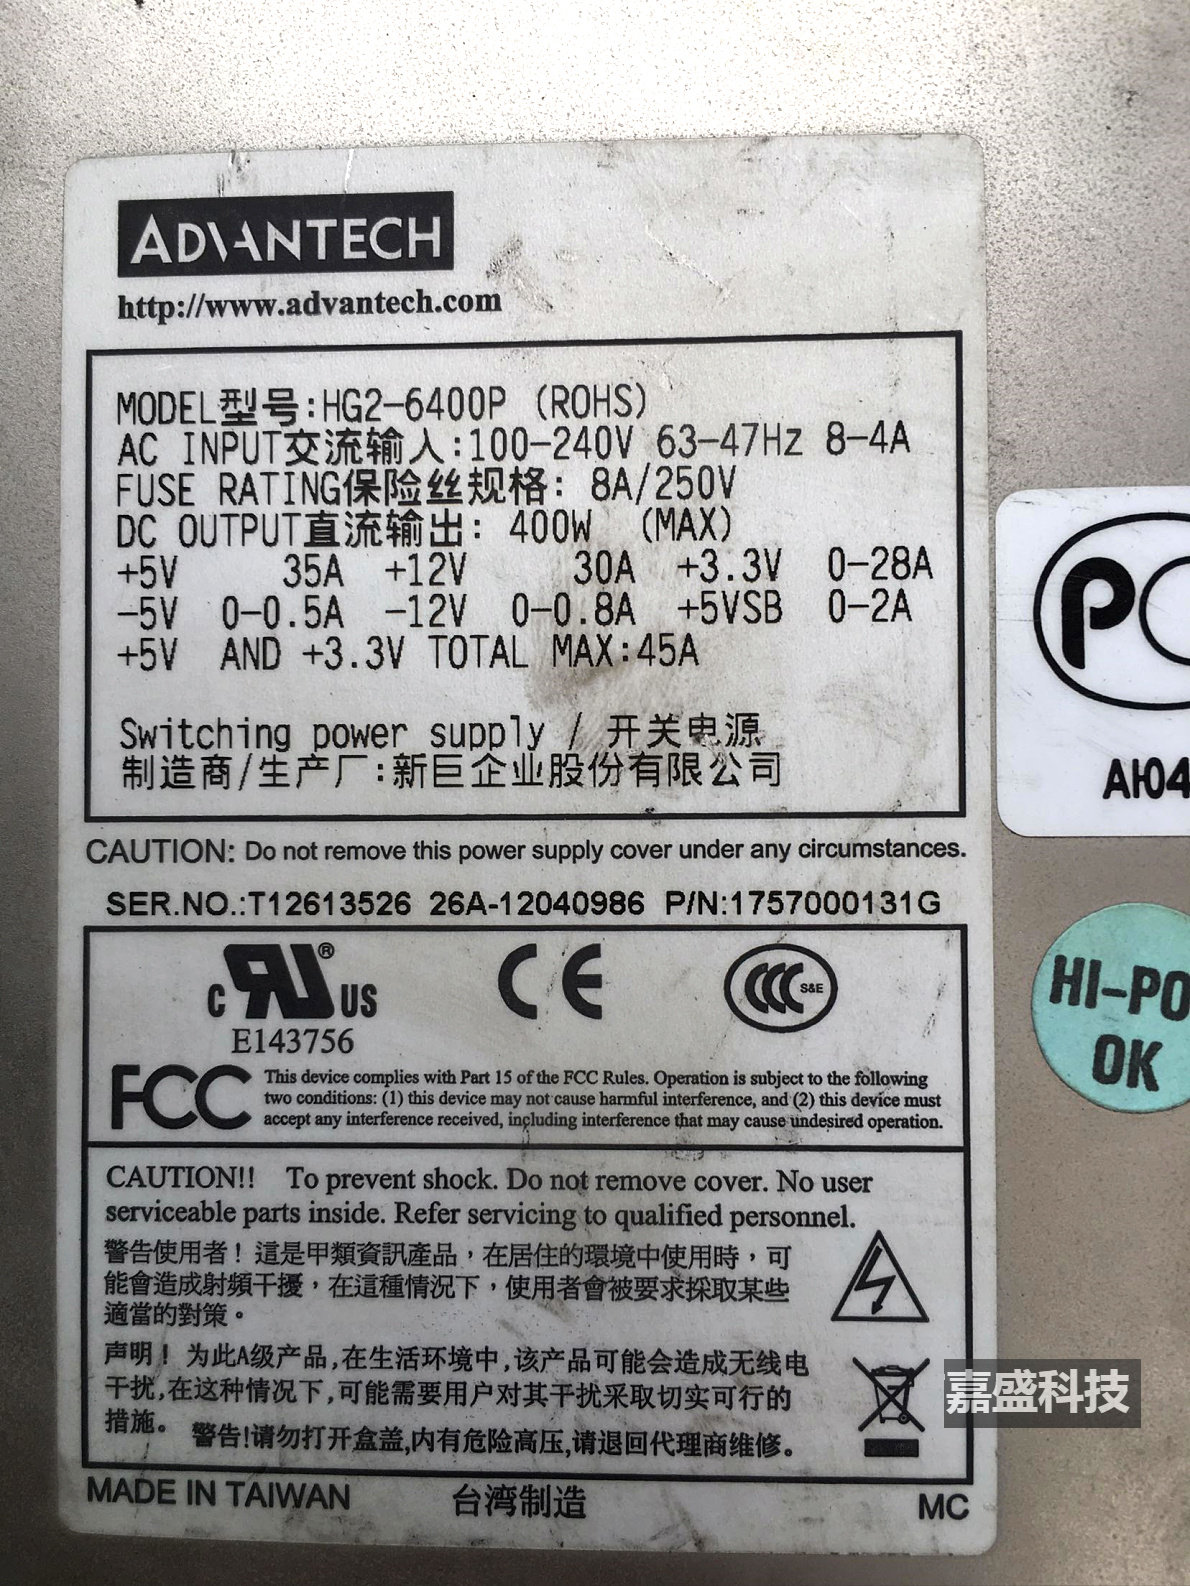 ADVANTECH
http://www.advantech.com
MODEL型号:HG2-6400P (ROHS)
AC INPUT交流输入:100-240V 63-47Hz 8-4A
FUSE RATING保险丝规格: 8A/250V
DC OUTPUT直流输出: 400W (MAX)
+5V 35A +12V 30A +3.3V 0-28A
-5V 0-0.5A -12V 0-0.8A +5VSB 0-2A
+5V AND +3.3V TOTAL MAX:45A
Switching power supply / 开关电源
制造商/生产厂:新巨企业股份有限公司
CAUTION: Do not remove this power supply cover under any circumstances.
SER.NO.:T12613526 26A-12040986 P/N:1757000131G
C RU ® US
E143756
CE
CCC S&E
FCC
This device complies with Part 15 of the FCC Rules. Operation is subject to the following
two conditions: (1) this device may not cause harmful interference, and (2) this device must
accept any interference received, including interference that may cause undesired operation.
CAUTION!! To prevent shock. Do not remove cover. No user
serviceable parts inside. Refer servicing to qualified personnel.
警告使用者！這是甲類資訊產品，在居住的環境中使用時，可
能會造成射頻干擾，在這種情況下，使用者會被要求採取某些
適當的對策。
声明！为此A级产品,在生活环境中,该产品可能会造成无线电
干扰,在这种情况下,可能需要用户对其干扰采取切实可行的
措施。 警告!请勿打开盒盖,内有危险高压,请退回代理商维修。
MADE IN TAIWAN 台湾制造 MC
АЮ04
HI-PO
OK
嘉盛科技